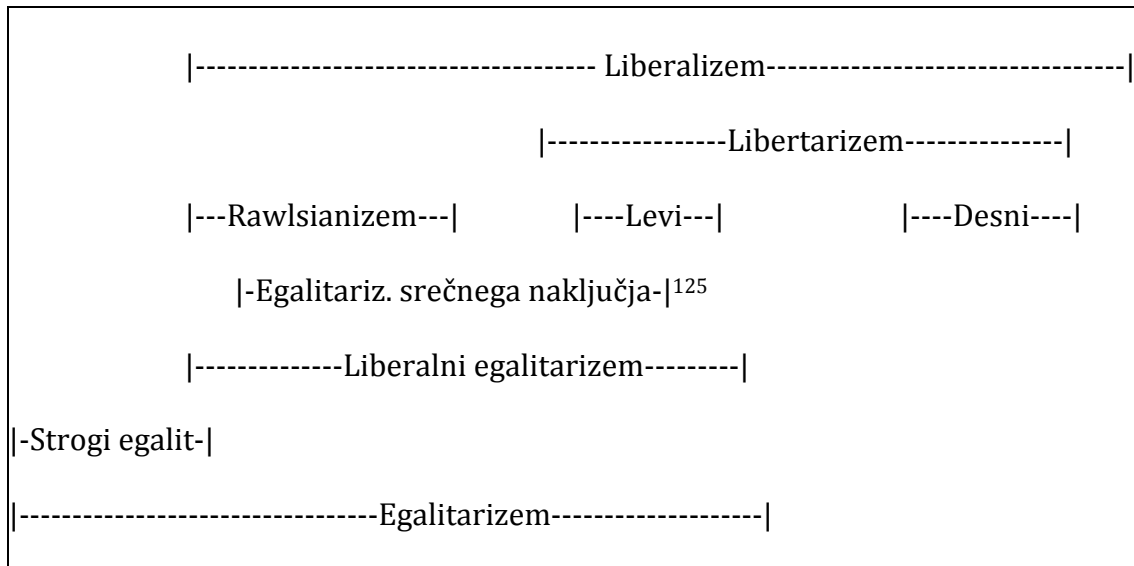 |-------------------------------------- Liberalizem----------------------------------|
|-----------------Libertarizem---------------|
|---Rawlsianizem---| |----Levi---| |----Desni----|
|-Egalitariz. srečnega naključja-|125
|--------------Liberalni egalitarizem---------|
|-Strogi egalit-|
|----------------------------------Egalitarizem--------------------|